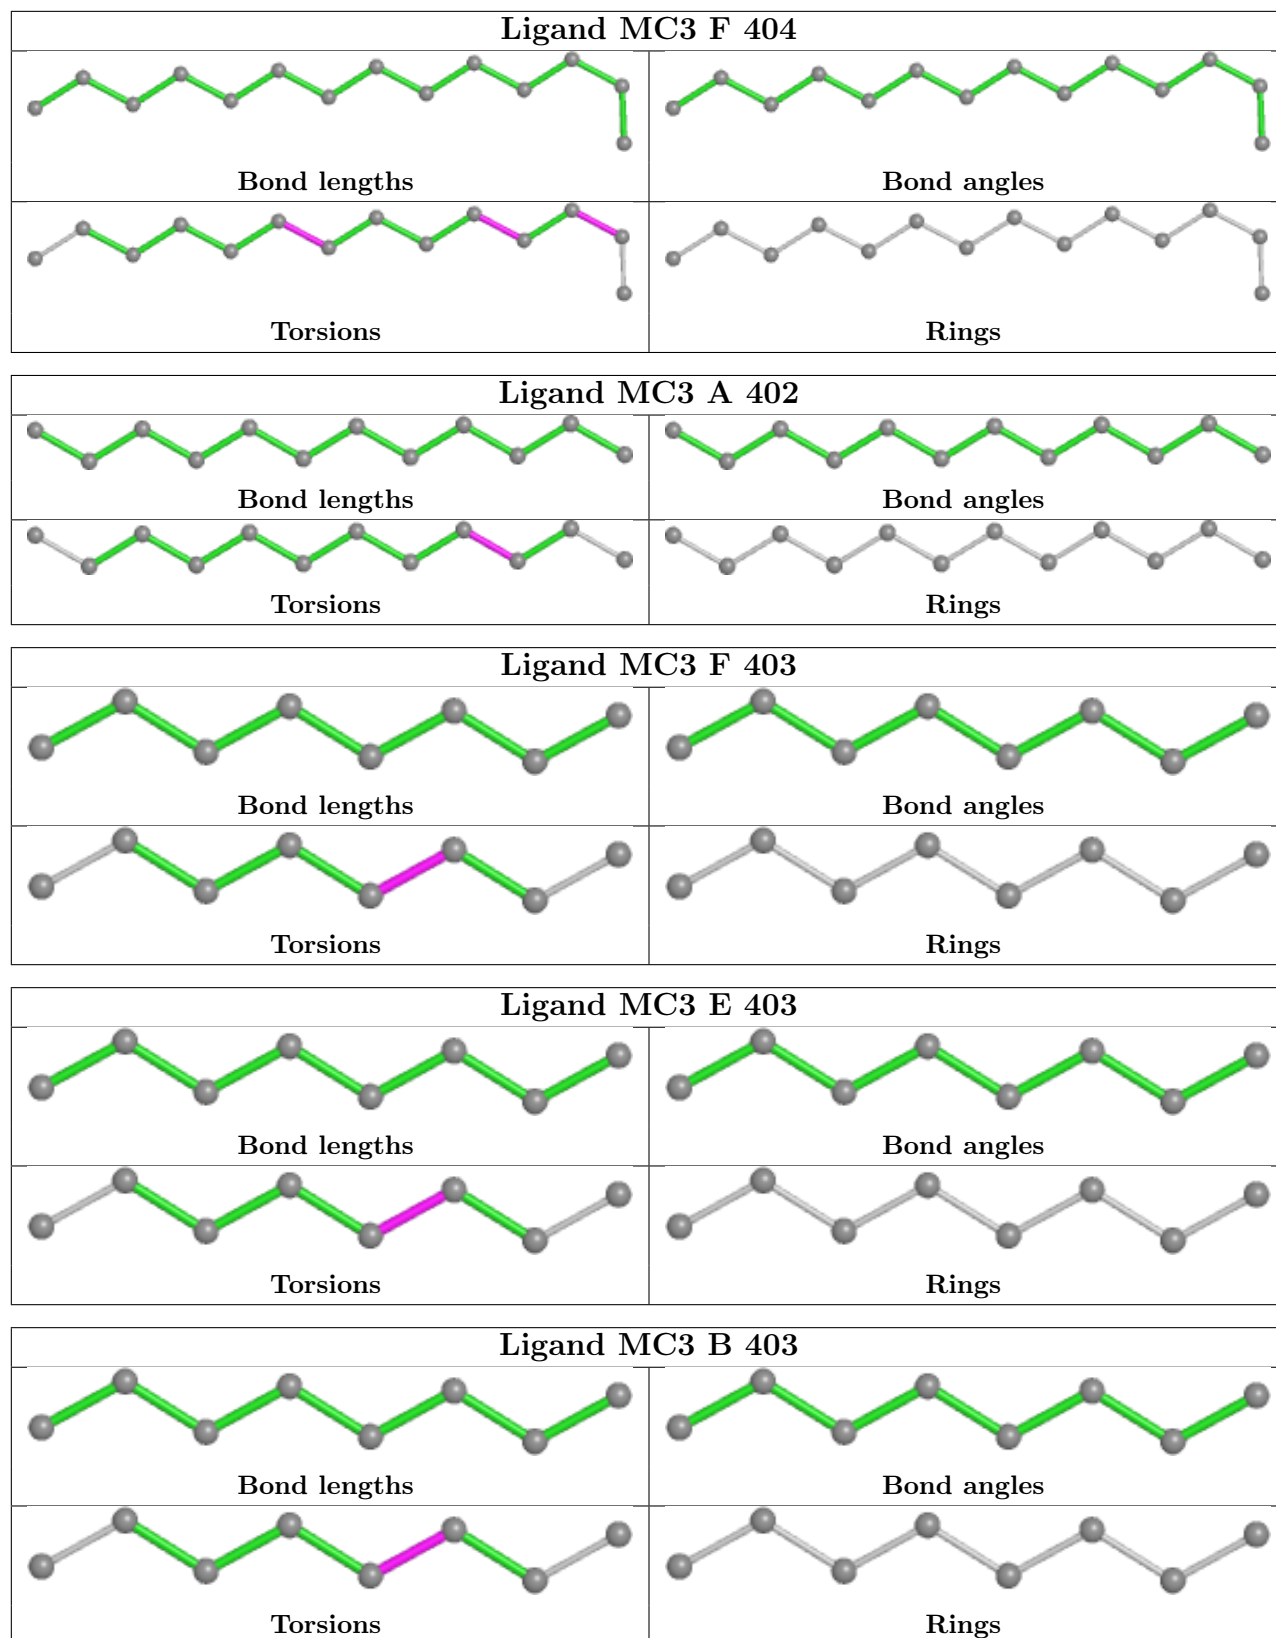 Ligand MC3 F 404
Bond lengths Bond angles
Torsions Rings
Ligand MC3 A 402
Bond lengths Bond angles
Torsions Rings
Ligand MC3 F 403
Bond lengths Bond angles
Torsions Rings
Ligand MC3 E 403
Bond lengths Bond angles
Torsions Rings
Ligand MC3 B 403
Bond lengths Bond angles
Torsions Rings